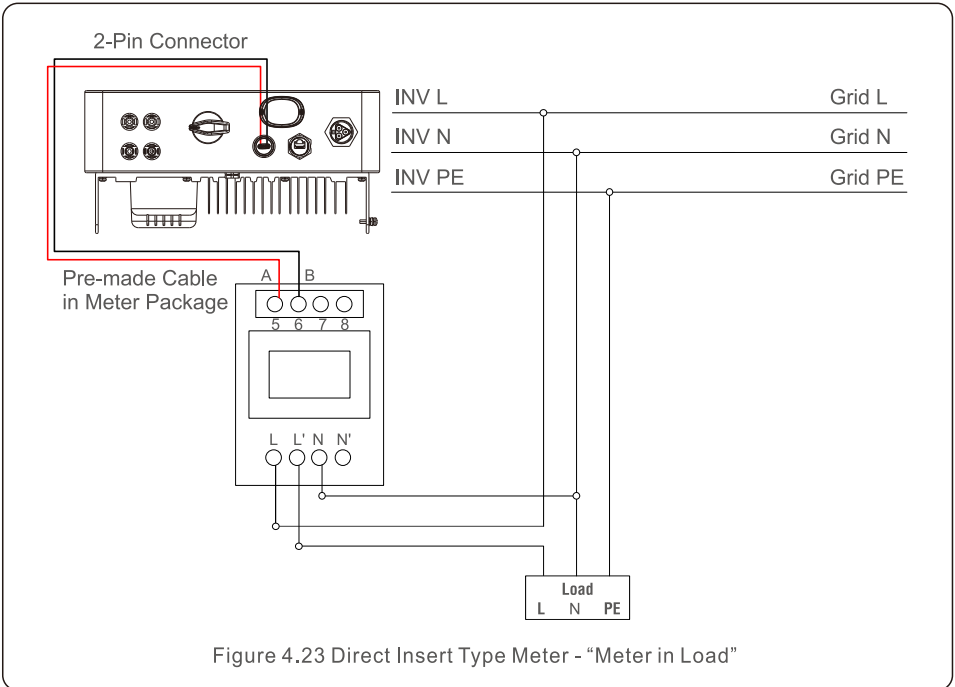 2-Pin Connector
INV L
Grid L
INV N
Grid N
INV PE
Grid PE
Pre-made Cable
in Meter Package
A B
5 6 7 8
L L' N N'
Load
L N PE
Figure 4.23 Direct Insert Type Meter - “Meter in Load”